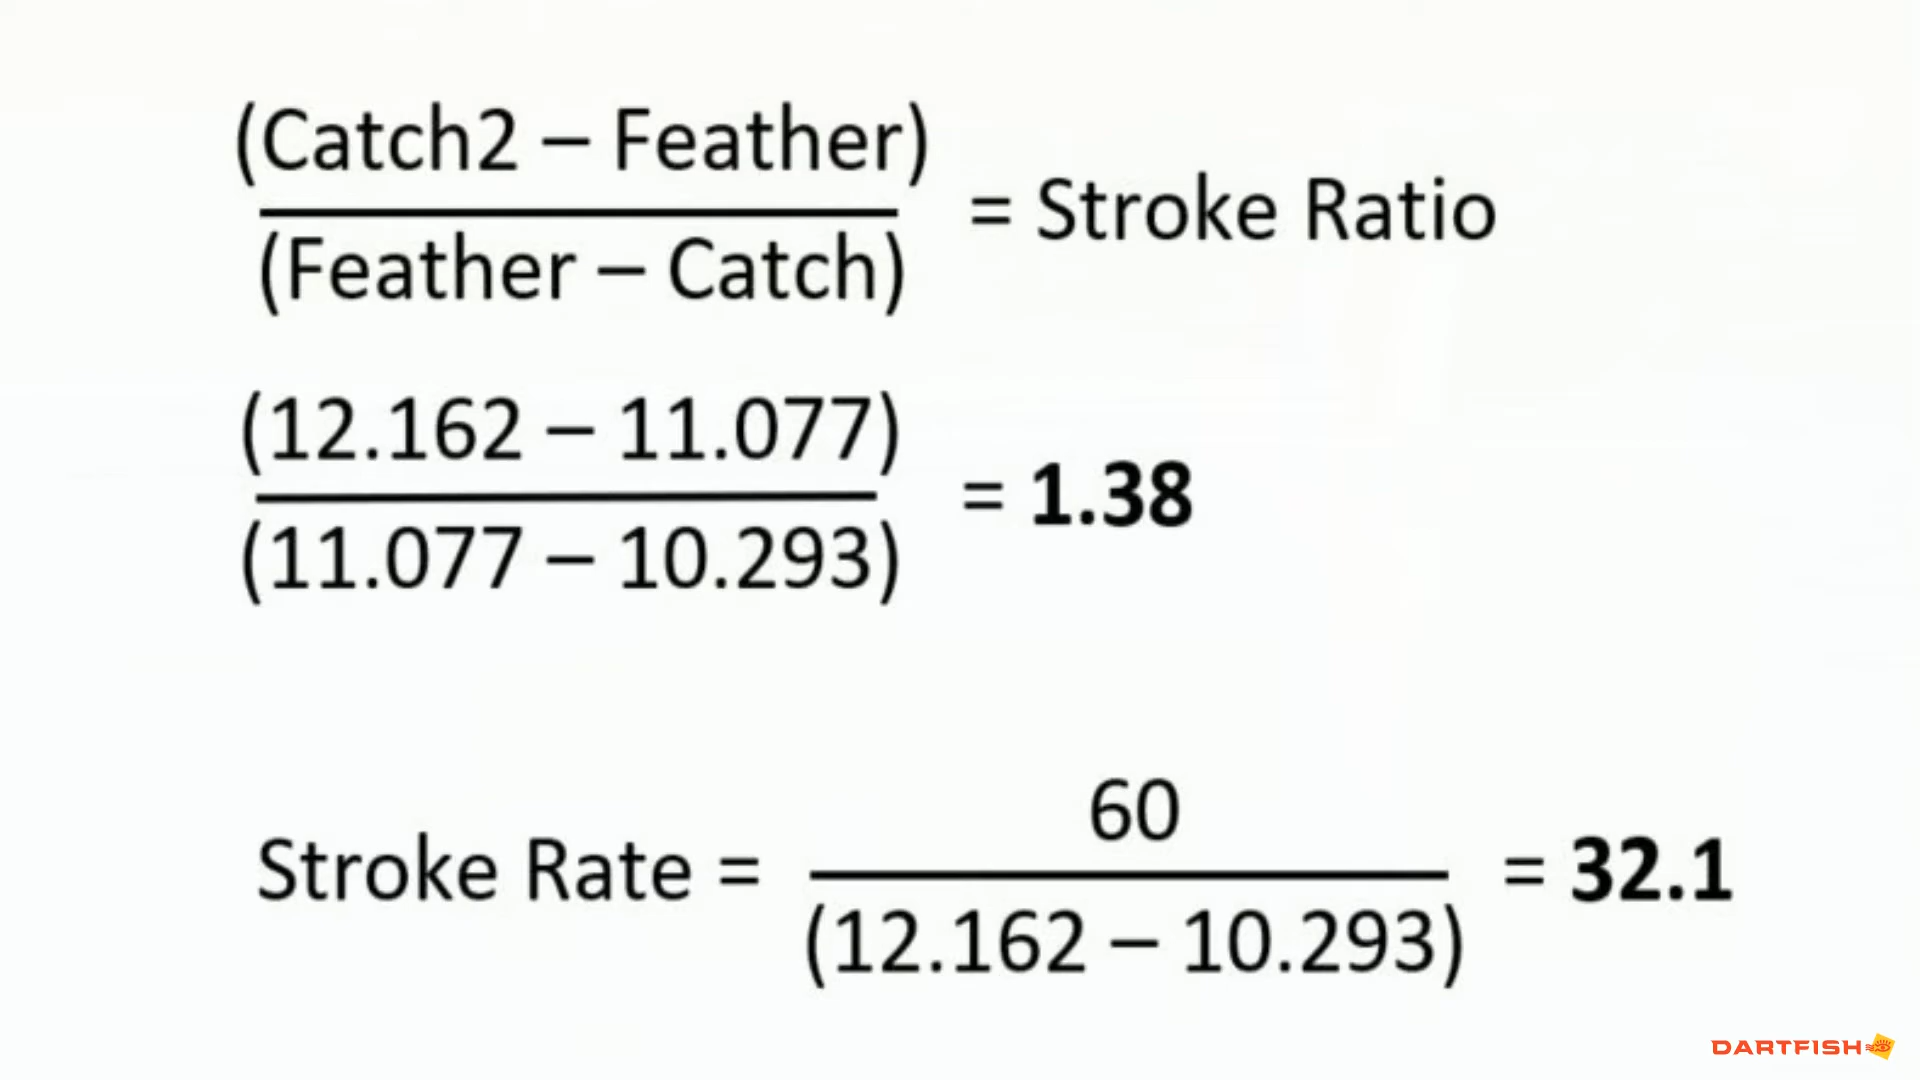 (Catch2 – Feather)
(Feather – Catch)
= Stroke Ratio
(12.162 – 11.077)
(11.077 – 10.293)
= 1.38
Stroke Rate =
60
(12.162 – 10.293)
= 32.1
DARTFISH